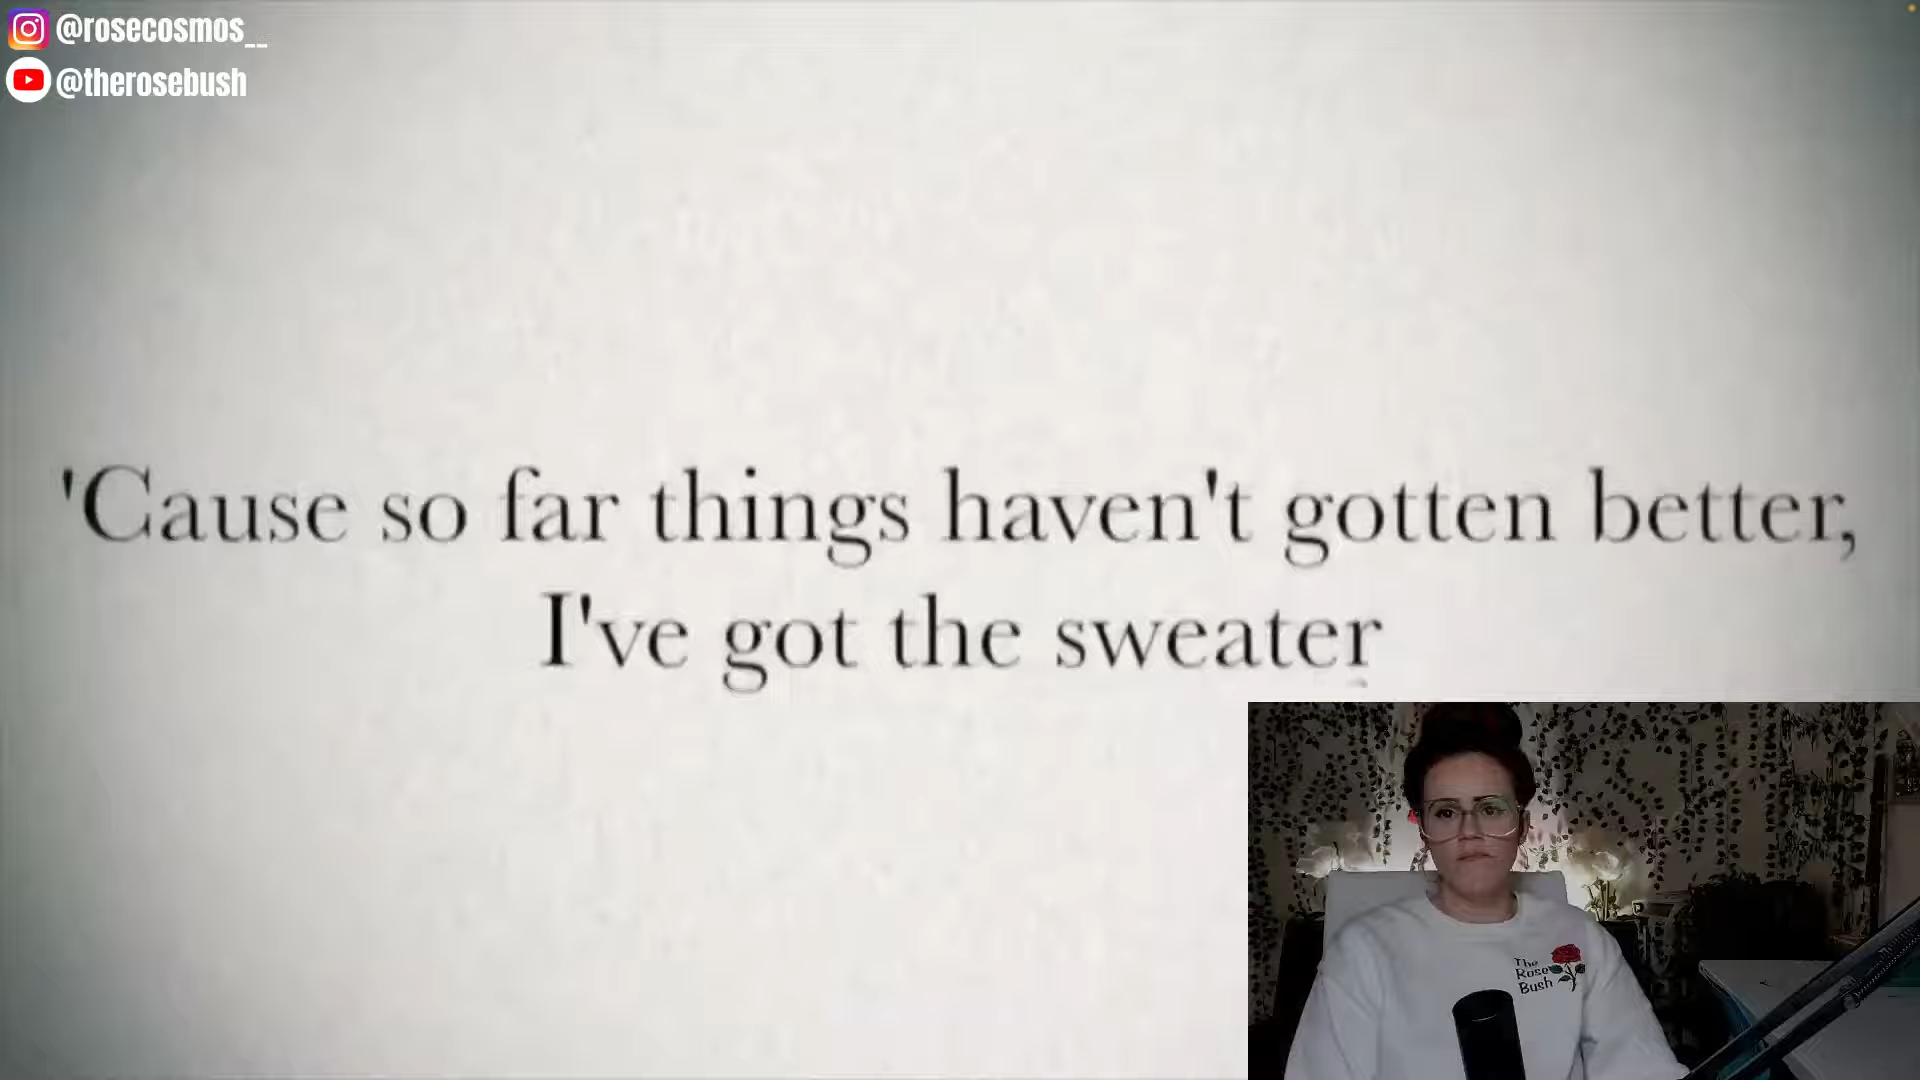 @rosecosmos__
@therosebush
'Cause so far things haven't gotten better,
I've got the sweater
The
Rose
Bush